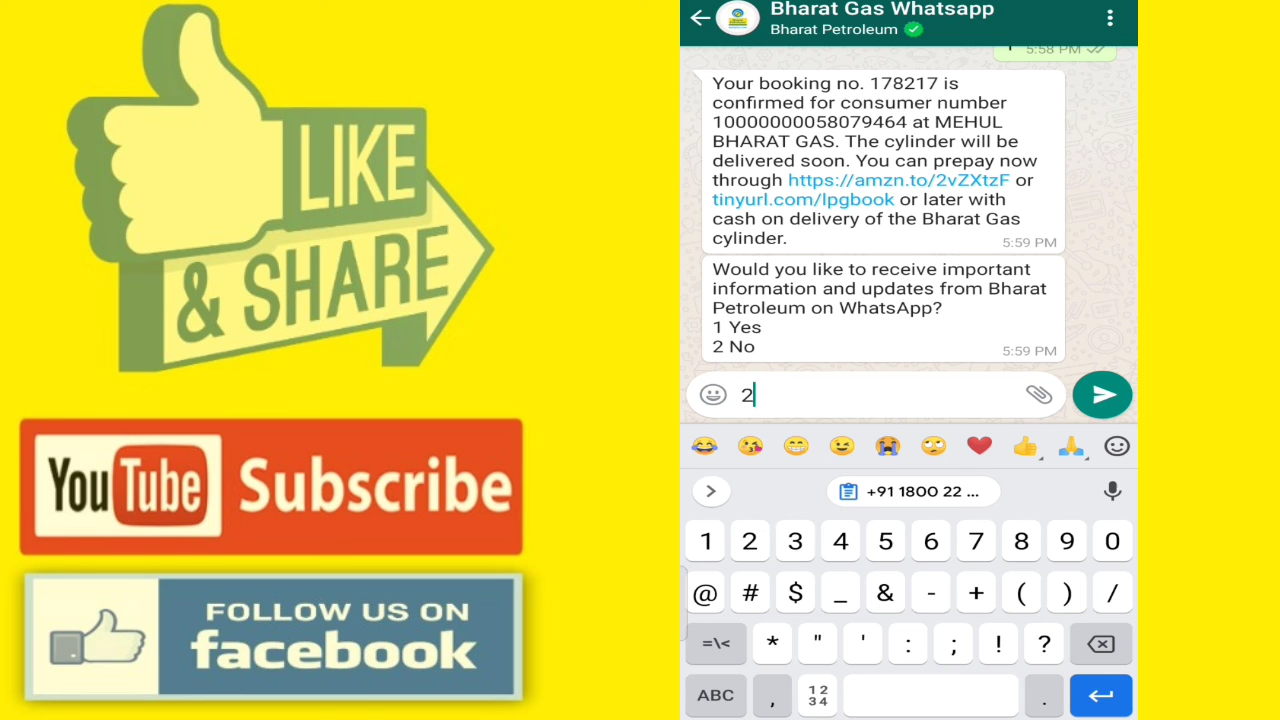 LIKE
& SHARE
YouTube Subscribe
FOLLOW US ON
facebook
Bharat Gas Whatsapp
Bharat Petroleum
5:58 PM
Your booking no. 178217 is
confirmed for consumer number
10000000058079464 at MEHUL
BHARAT GAS. The cylinder will be
delivered soon. You can prepay now
through https://amzn.to/2vZXtzF or
tinyurl.com/lpgbook or later with
cash on delivery of the Bharat Gas
cylinder.
5:59 PM
Would you like to receive important
information and updates from Bharat
Petroleum on WhatsApp?
1 Yes
2 No
5:59 PM
2
+91 1800 22 ...
1 2 3 4 5 6 7 8 9 0
@ # $ _ & - + ( ) /
=\< * " ' : ; ! ?
ABC , 12 34 .